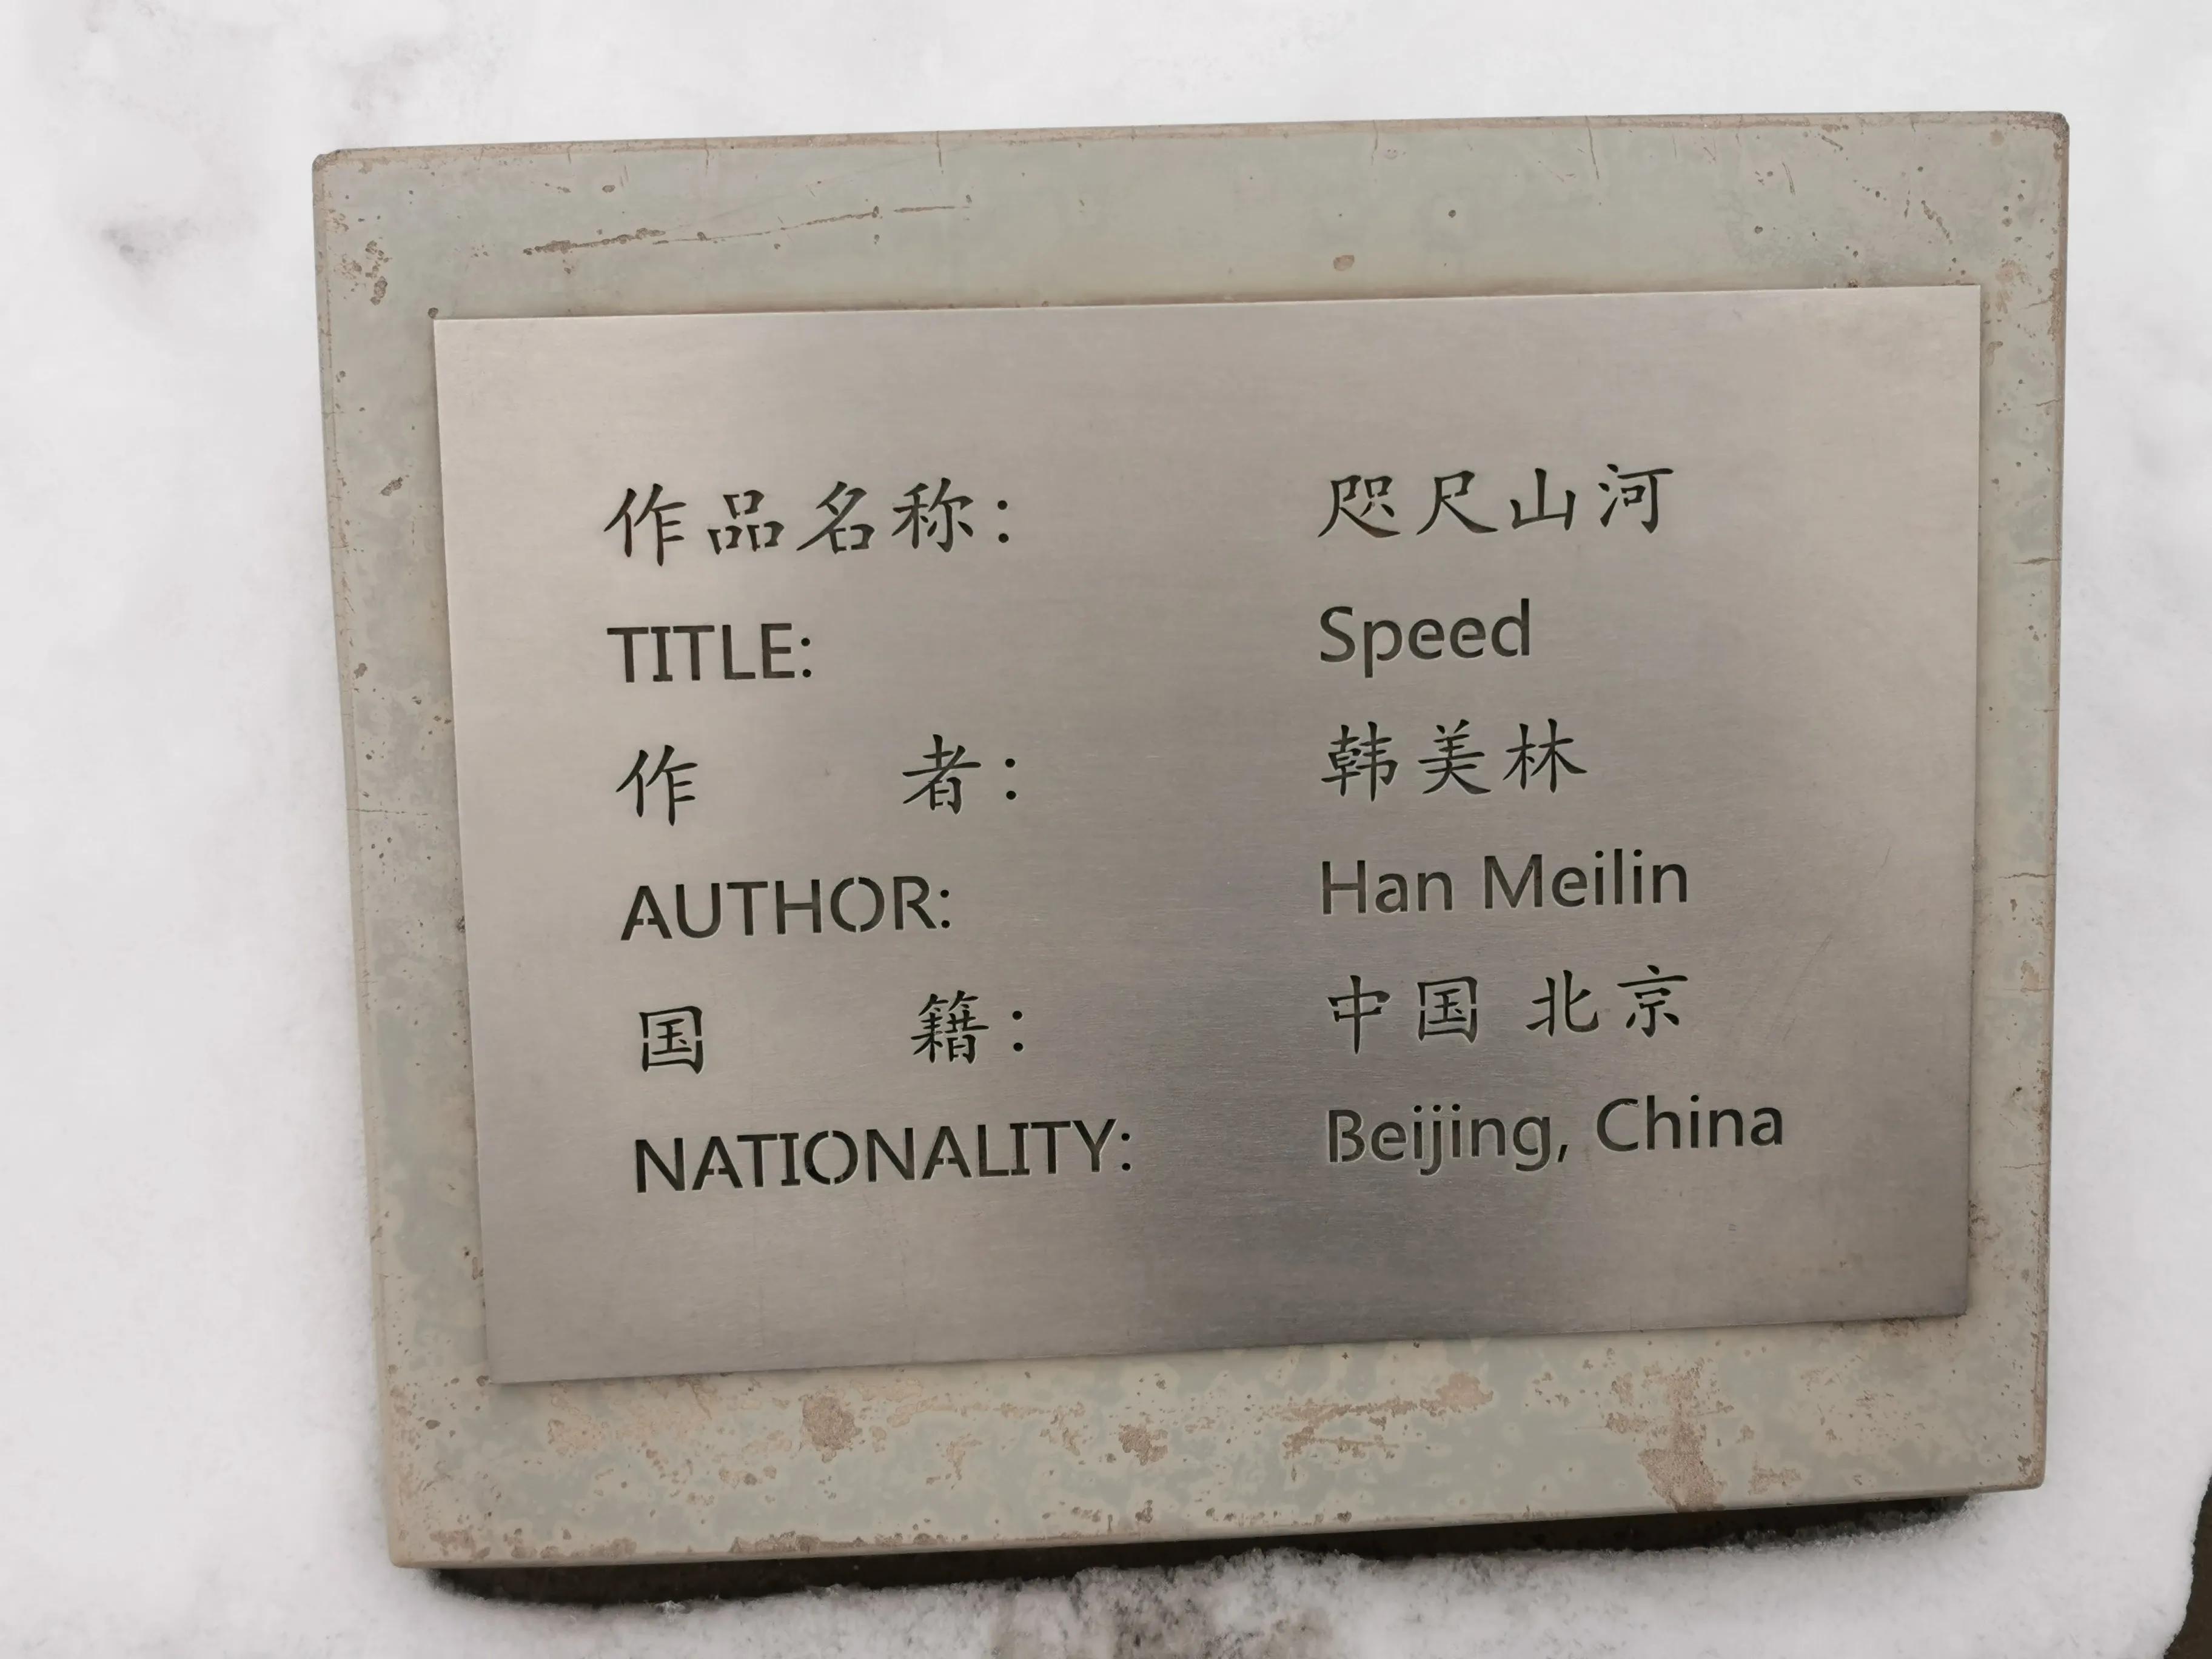 作品名称: 咫尺山河
TITLE: Speed
作 者: 韩美林
AUTHOR: Han Meilin
国 籍: 中国 北京
NATIONALITY: Beijing, China